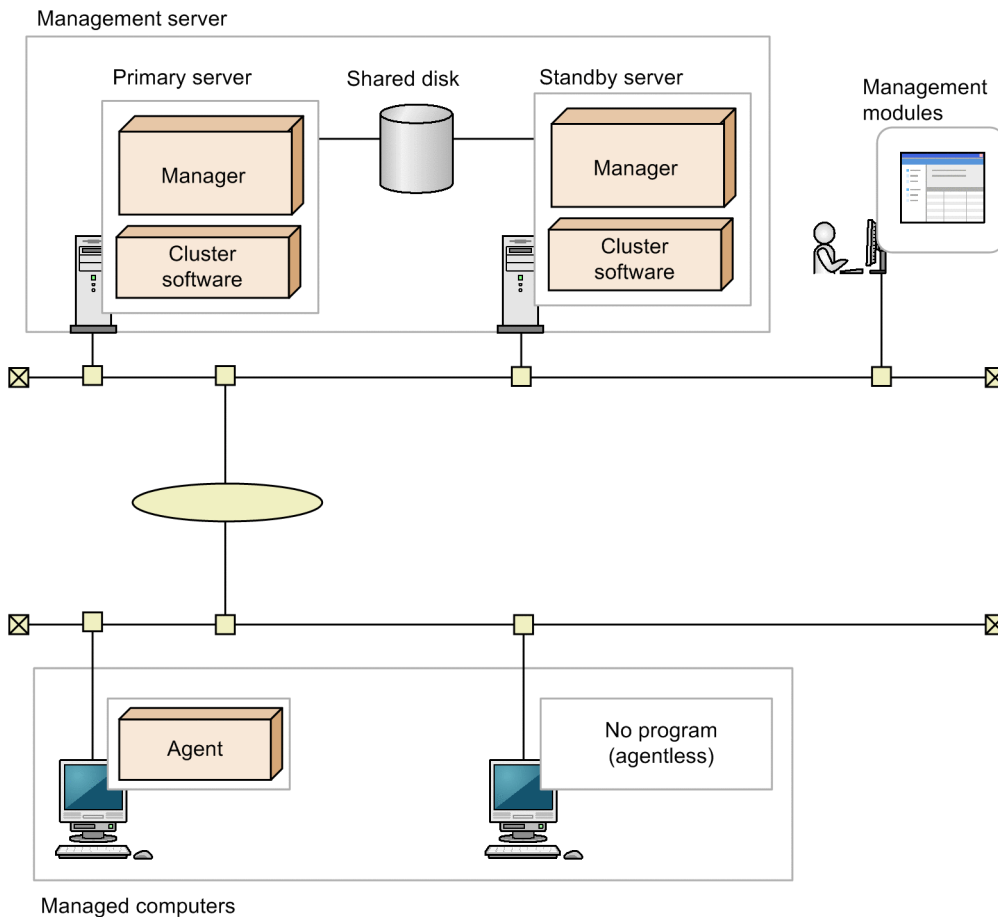 Management server
Primary server
Shared disk
Standby server
Management
modules
Manager
Manager
Cluster
software
Cluster
software
Agent
No program
(agentless)
Managed computers